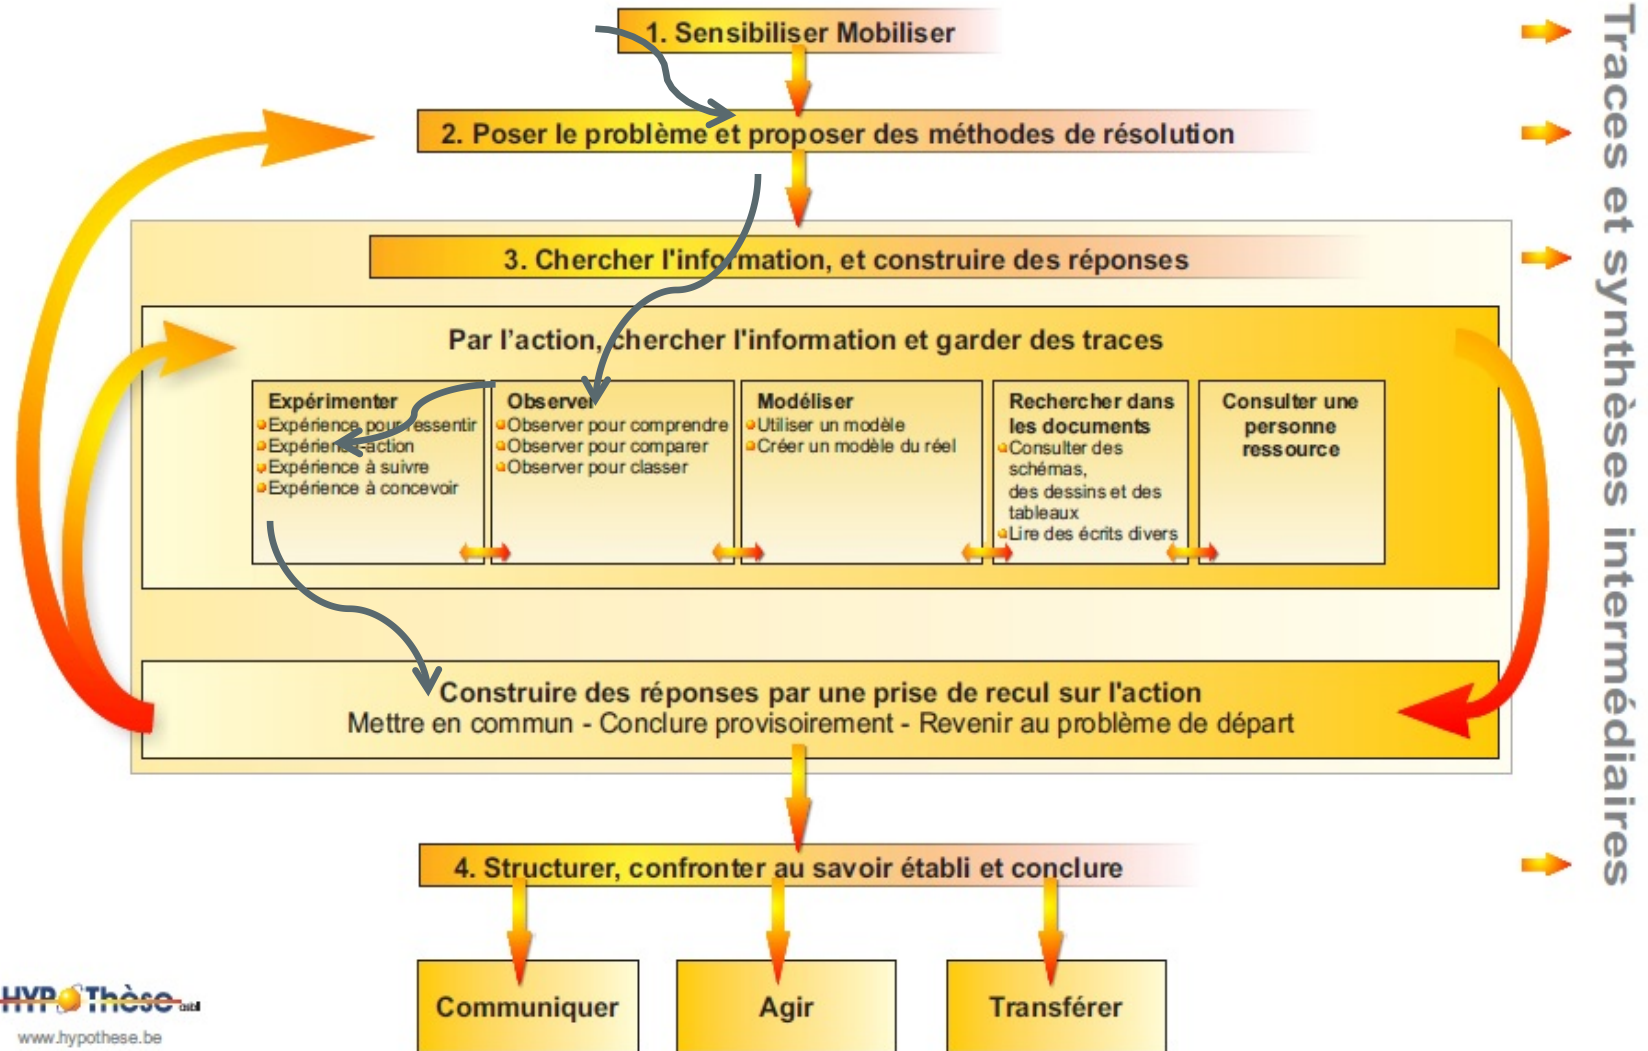 1. Sensibiliser Mobiliser
2. Poser le problème et proposer des méthodes de résolution
3. Chercher l'information, et construire des réponses
Par l'action, chercher l'information et garder des traces
Expérimenter
Expérience pour ressentir
Expérience-action
Expérience à suivre
Expérience à concevoir
Observer
Observer pour comprendre
Observer pour comparer
Observer pour classer
Modéliser
Utiliser un modèle
Créer un modèle du réel
Rechercher dans
les documents
Consulter des
schémas,
des dessins et des
tableaux
Lire des écrits divers
Consulter une
personne
ressource
Construire des réponses par une prise de recul sur l'action
Mettre en commun - Conclure provisoirement - Revenir au problème de départ
4. Structurer, confronter au savoir établi et conclure
Communiquer
Agir
Transférer
Traces et synthèses intermédiaires
HYPOThèse asbl
www.hypothese.be